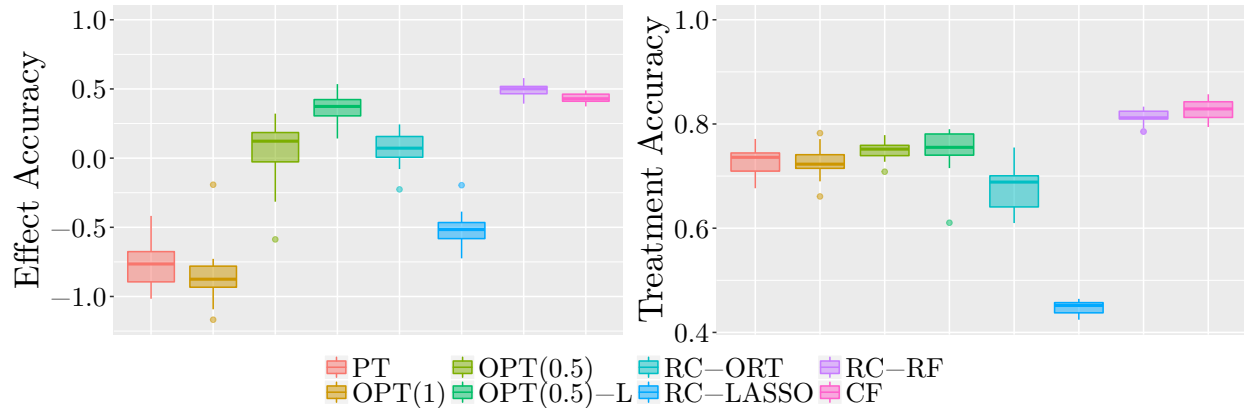 Effect Accuracy
1.0
0.5
0.0
−0.5
−1.0
Treatment Accuracy
1.0
0.8
0.6
0.4
PT
OPT(0.5)
RC−ORT
RC−RF
OPT(1)
OPT(0.5)−L
RC−LASSO
CF